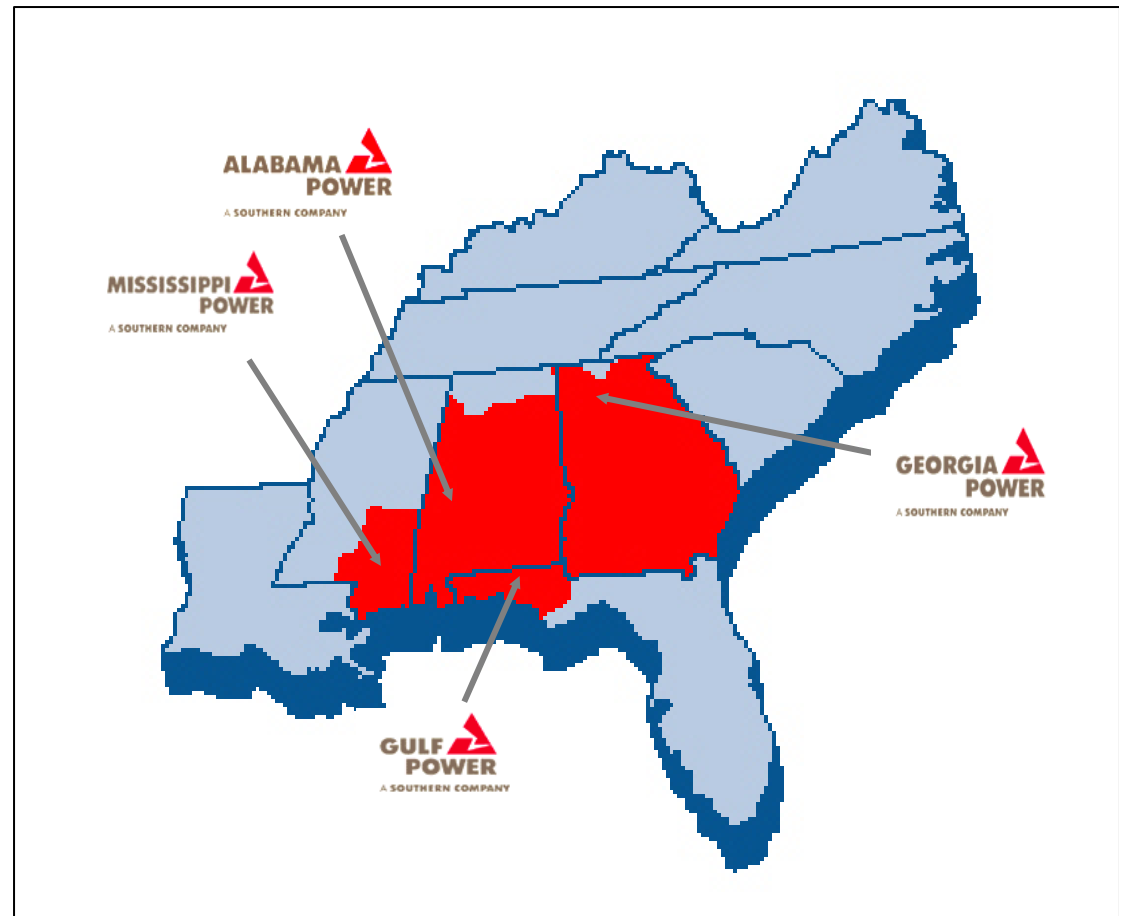 ALABAMA
POWER
A SOUTHERN COMPANY
MISSISSIPPI
POWER
A SOUTHERN COMPANY
GEORGIA
POWER
A SOUTHERN COMPANY
GULF
POWER
A SOUTHERN COMPANY